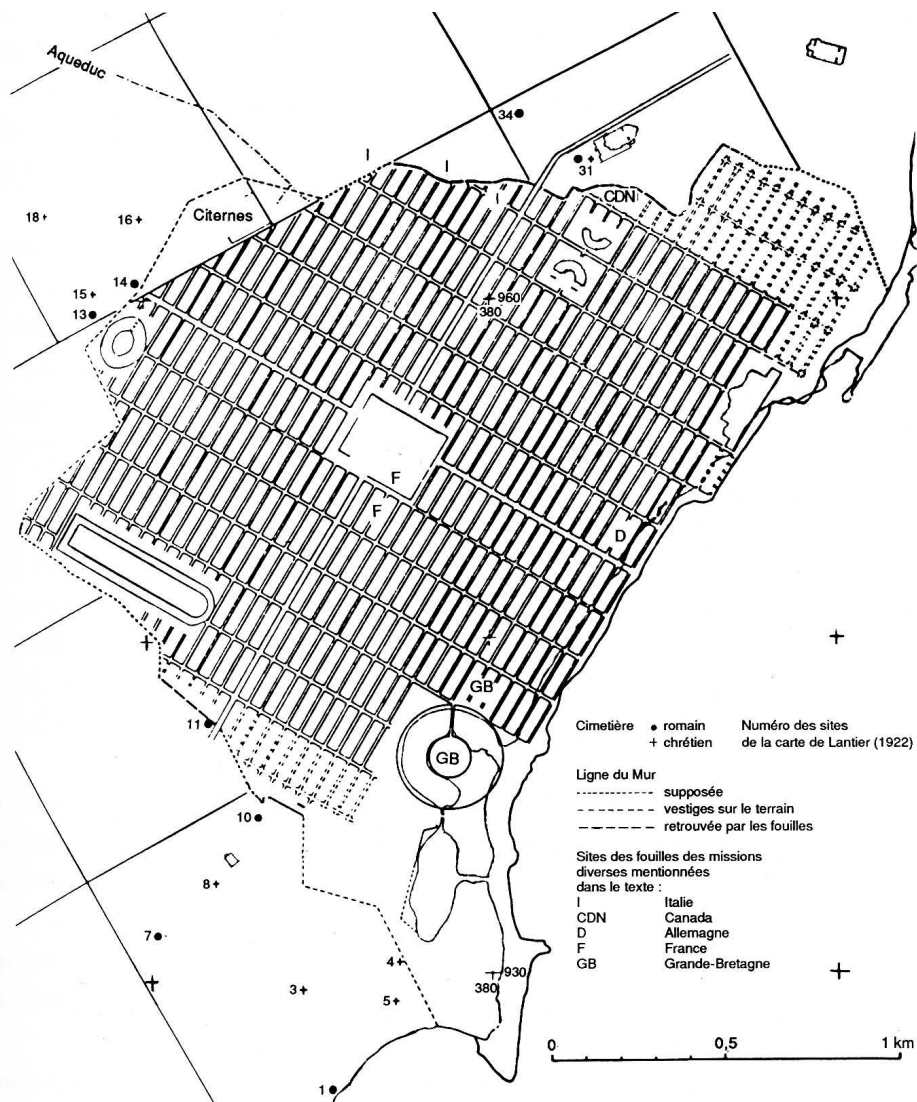 Aqueduc
34
I
I
31
I
CDN
18
16
Citernes
14
15
13
960
380
F
F
D
GB
11
GB
10
8
7
4
930
380
3
5
1
Cimetière romain Numéro des sites
chrétien de la carte de Lantier (1922)
Ligne du Mur
supposée
vestiges sur le terrain
retrouvée par les fouilles
Sites des fouilles des missions
diverses mentionnées
dans le texte :
I Italie
CDN Canada
D Allemagne
F France
GB Grande-Bretagne
0 0,5 1 km